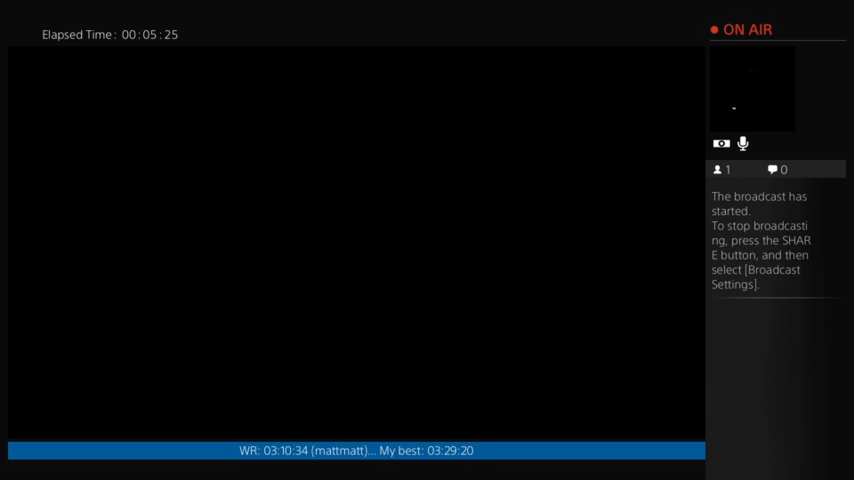 Elapsed Time: 00:05:25
ON AIR
1 0
The broadcast has
started.
To stop broadcasti
ng, press the SHAR
E button, and then
select [Broadcast
Settings].
WR: 03:10:34 (mattmatt)... My best: 03:29:20